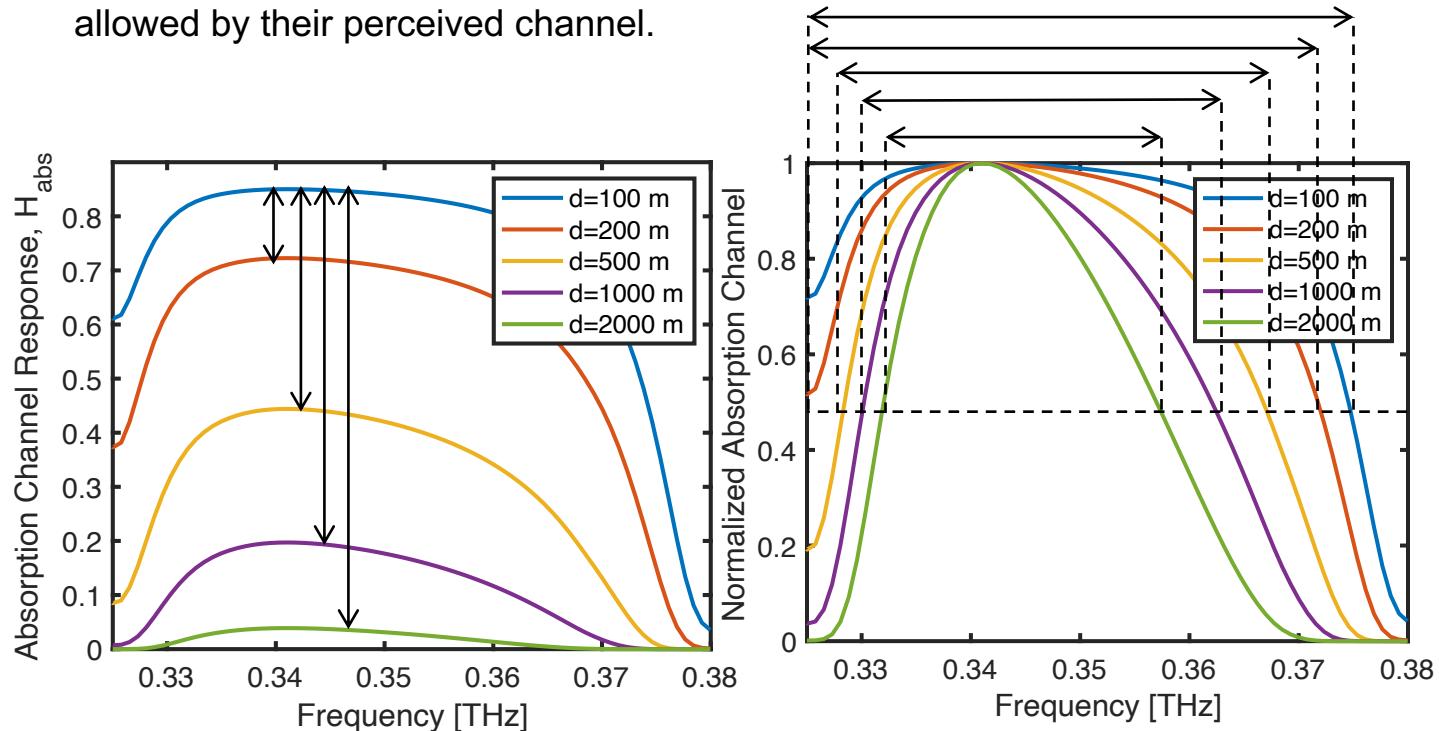 allowed by their perceived channel.
Absorption Channel Response, H_abs
0.8
0.7
0.6
0.5
0.4
0.3
0.2
0.1
0
d=100 m
d=200 m
d=500 m
d=1000 m
d=2000 m
0.33 0.34 0.35 0.36 0.37 0.38
Frequency [THz]
Normalized Absorption Channel
1
0.8
0.6
0.4
0.2
0
d=100 m
d=200 m
d=500 m
d=1000 m
d=2000 m
0.33 0.34 0.35 0.36 0.37 0.38
Frequency [THz]